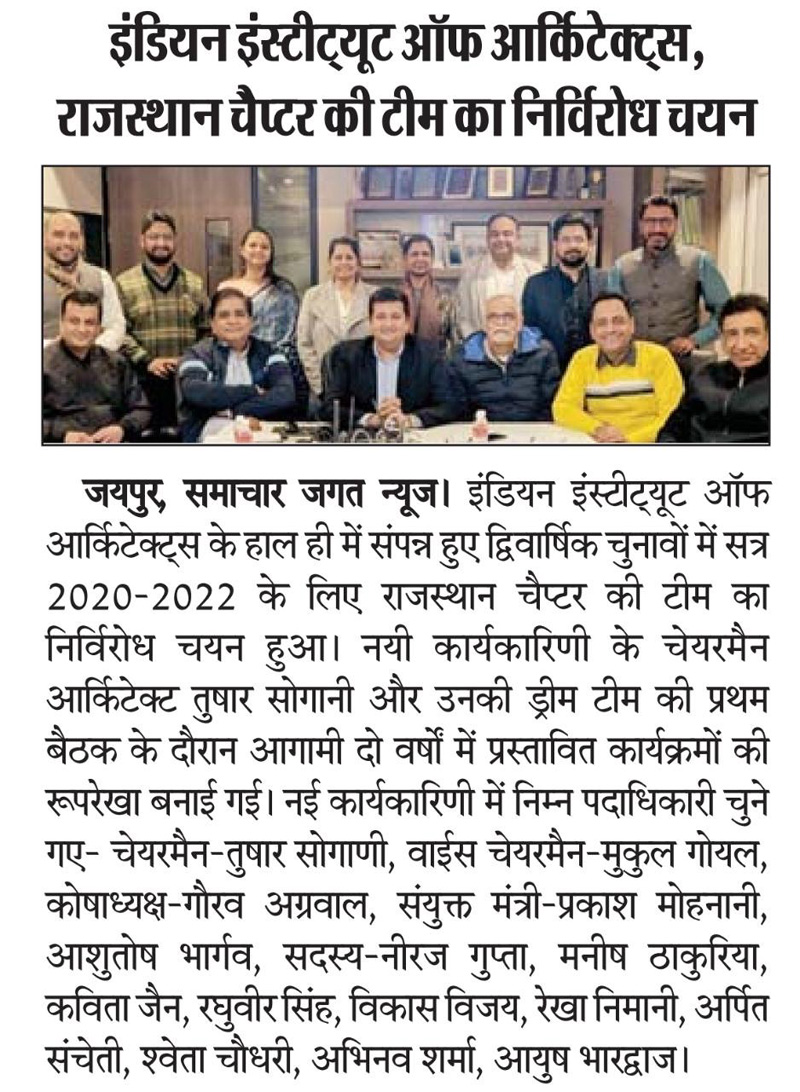 इंडियन इंस्टीट्यूट ऑफ आर्किटेक्ट्स,
राजस्थान चैप्टर की टीम का निर्विरोध चयन
जयपुर, समाचार जगत न्यूज। इंडियन इंस्टीट्यूट ऑफ
आर्किटेक्ट्स के हाल ही में संपन्न हुए द्विवार्षिक चुनावों में सत्र
2020-2022 के लिए राजस्थान चैप्टर की टीम का
निर्विरोध चयन हुआ। नयी कार्यकारिणी के चेयरमैन
आर्किटेक्ट तुषार सोगानी और उनकी ड्रीम टीम की प्रथम
बैठक के दौरान आगामी दो वर्षों में प्रस्तावित कार्यक्रमों की
रूपरेखा बनाई गई। नई कार्यकारिणी में निम्न पदाधिकारी चुने
गए- चेयरमैन-तुषार सोगाणी, वाईस चेयरमैन-मुकुल गोयल,
कोषाध्यक्ष-गौरव अग्रवाल, संयुक्त मंत्री-प्रकाश मोहनानी,
आशुतोष भार्गव, सदस्य-नीरज गुप्ता, मनीष ठाकुरिया,
कविता जैन, रघुवीर सिंह, विकास विजय, रेखा निमानी, अर्पित
संचेती, श्वेता चौधरी, अभिनव शर्मा, आयुष भारद्वाज।